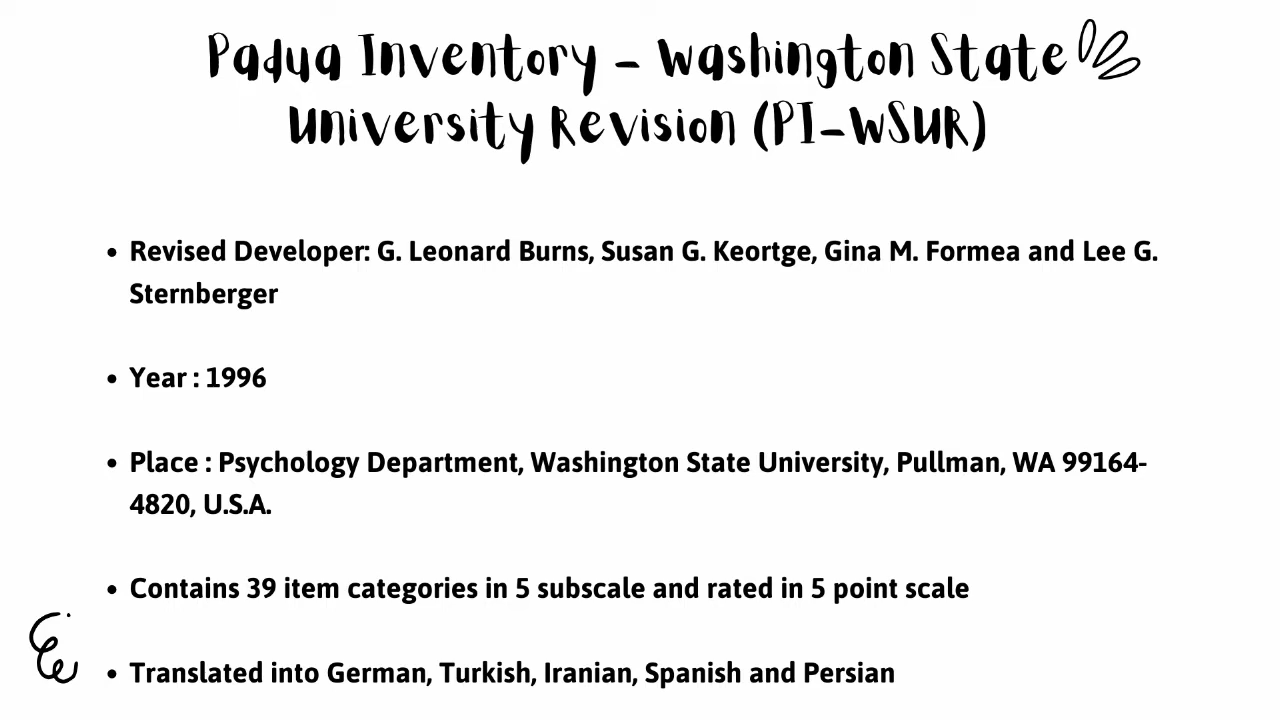 Padua Inventory - Washington State
University Revision (PI-WSUR)
• Revised Developer: G. Leonard Burns, Susan G. Keortge, Gina M. Formea and Lee G.
Sternberger
• Year : 1996
• Place : Psychology Department, Washington State University, Pullman, WA 99164-
4820, U.S.A.
• Contains 39 item categories in 5 subscale and rated in 5 point scale
• Translated into German, Turkish, Iranian, Spanish and Persian